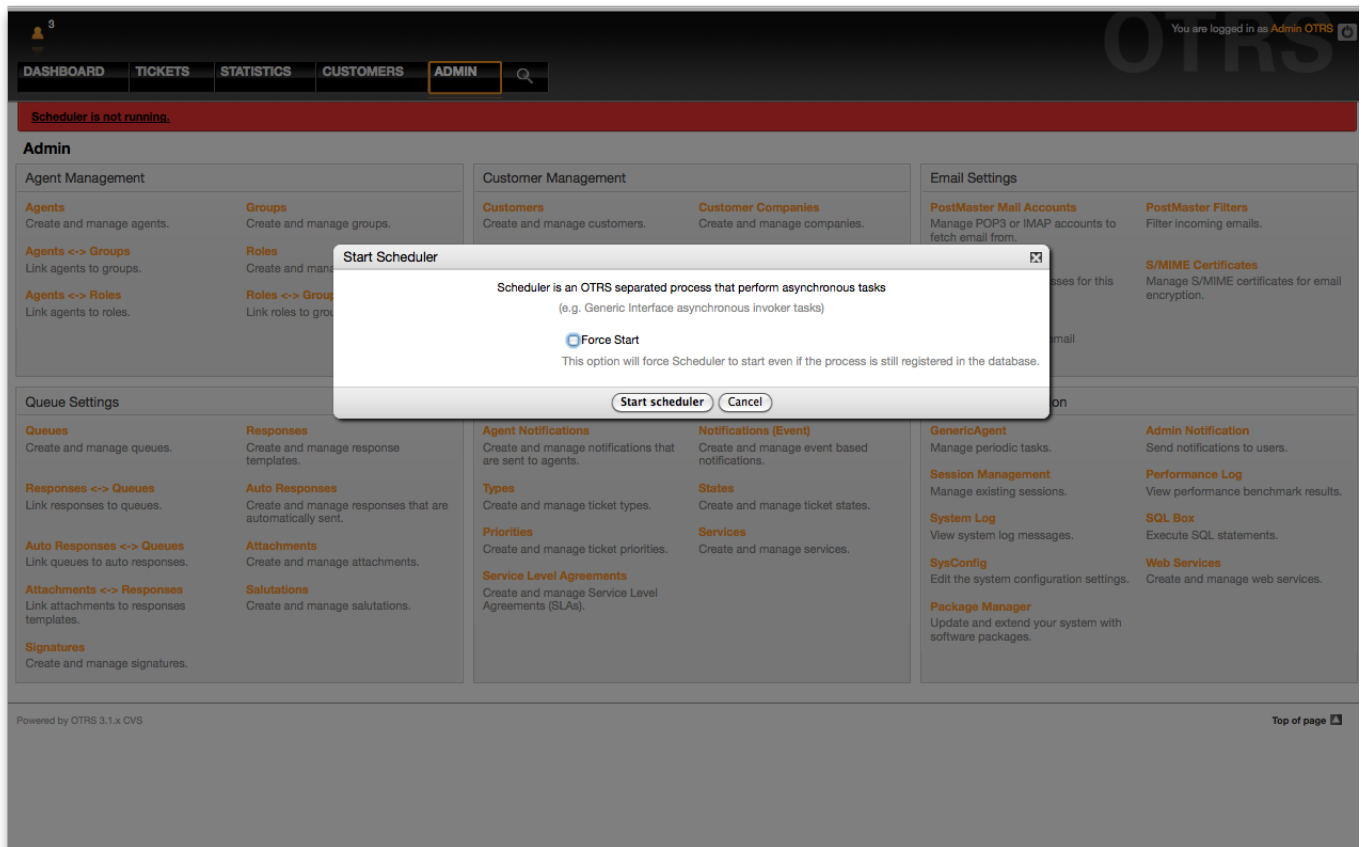 3
OTRS
You are logged in as Admin OTRS
DASHBOARD TICKETS STATISTICS CUSTOMERS ADMIN
Scheduler is not running.
Admin
Agent Management
Agents
Create and manage agents.
Groups
Create and manage groups.
Agents <-> Groups
Link agents to groups.
Roles
Create and mana
Agents <-> Roles
Link agents to roles.
Roles <-> Group
Link roles to grou
Customer Management
Customers
Create and manage customers.
Customer Companies
Create and manage companies.
Email Settings
PostMaster Mail Accounts
Manage POP3 or IMAP accounts to
fetch email from.
PostMaster Filters
Filter incoming emails.
sses for this
S/MIME Certificates
Manage S/MIME certificates for email
encryption.
email
Start Scheduler
Scheduler is an OTRS separated process that perform asynchronous tasks
(e.g. Generic Interface asynchronous invoker tasks)
Force Start
This option will force Scheduler to start even if the process is still registered in the database.
Start scheduler Cancel
Queue Settings
Queues
Create and manage queues.
Responses
Create and manage response
templates.
Responses <-> Queues
Link responses to queues.
Auto Responses
Create and manage responses that are
automatically sent.
Auto Responses <-> Queues
Link queues to auto responses.
Attachments
Create and manage attachments.
Attachments <-> Responses
Link attachments to responses
templates.
Salutations
Create and manage salutations.
Signatures
Create and manage signatures.
Agent Notifications
Create and manage notifications that
are sent to agents.
Notifications (Event)
Create and manage event based
notifications.
Types
Create and manage ticket types.
States
Create and manage ticket states.
Priorities
Create and manage ticket priorities.
Services
Create and manage services.
Service Level Agreements
Create and manage Service Level
Agreements (SLAs).
on
GenericAgent
Manage periodic tasks.
Admin Notification
Send notifications to users.
Session Management
Manage existing sessions.
Performance Log
View performance benchmark results.
System Log
View system log messages.
SQL Box
Execute SQL statements.
SysConfig
Edit the system configuration settings.
Web Services
Create and manage web services.
Package Manager
Update and extend your system with
software packages.
Powered by OTRS 3.1.x CVS
Top of page